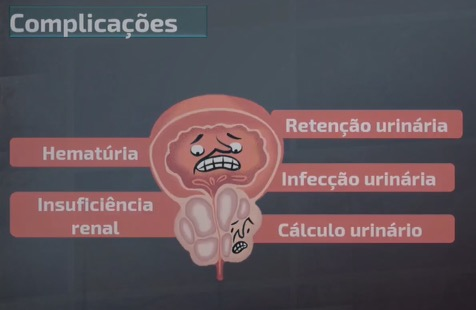 Complicações
Hematúria
Insuficiência
renal
Retenção urinária
Infecção urinária
Cálculo urinário